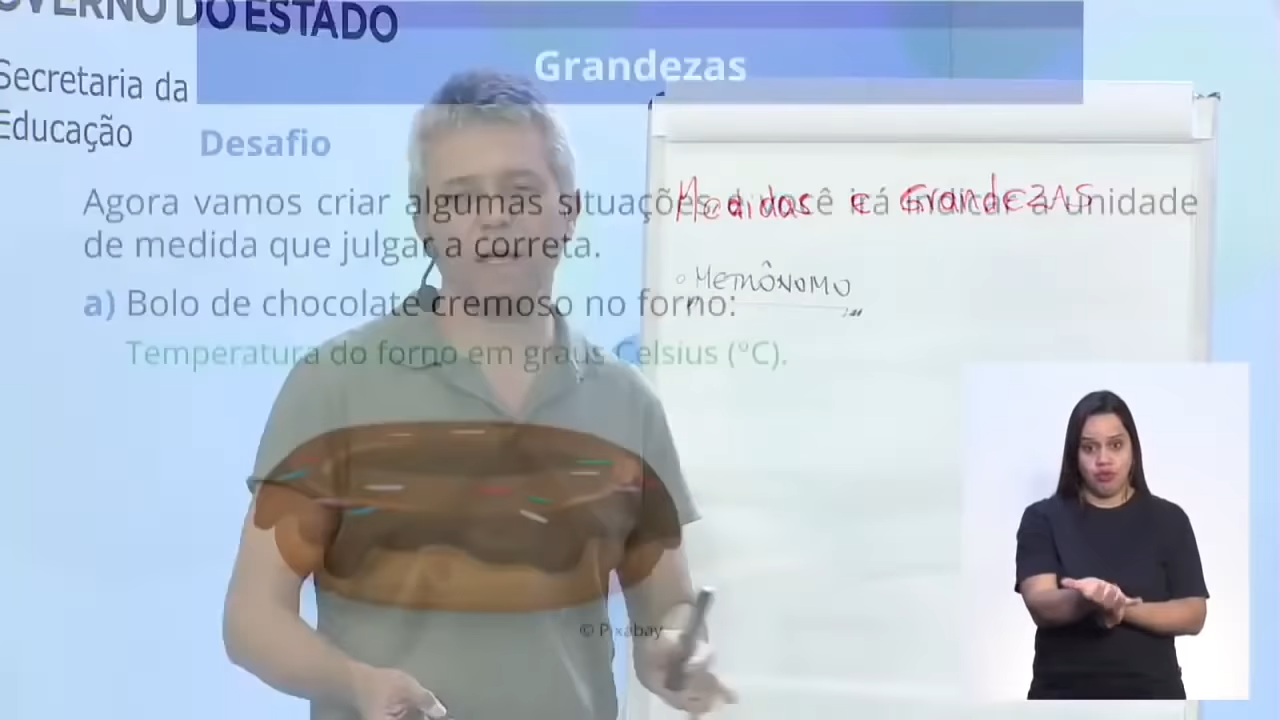 OVERNO DO ESTADO
Secretaria da
Educação
Grandezas
Desafio
Agora vamos criar algumas situações e você irá indicar a unidade
de medida que julgar a correta.
a) Bolo de chocolate cremoso no forno:
Temperatura do forno em graus Celsius (°C).
© Pixabay
Medidas e GrandezAs
Metrônomo